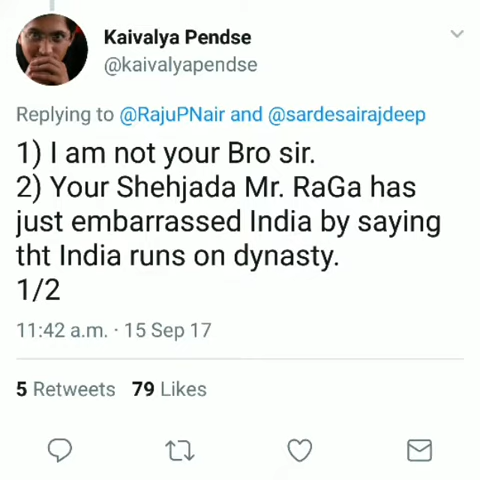 Kaivalya Pendse
@kaivalyapendse
Replying to @RajuPNair and @sardesairajdeep
1) I am not your Bro sir.
2) Your Shehjada Mr. RaGa has
just embarrassed India by saying
tht India runs on dynasty.
1/2
11:42 a.m. · 15 Sep 17
5 Retweets 79 Likes